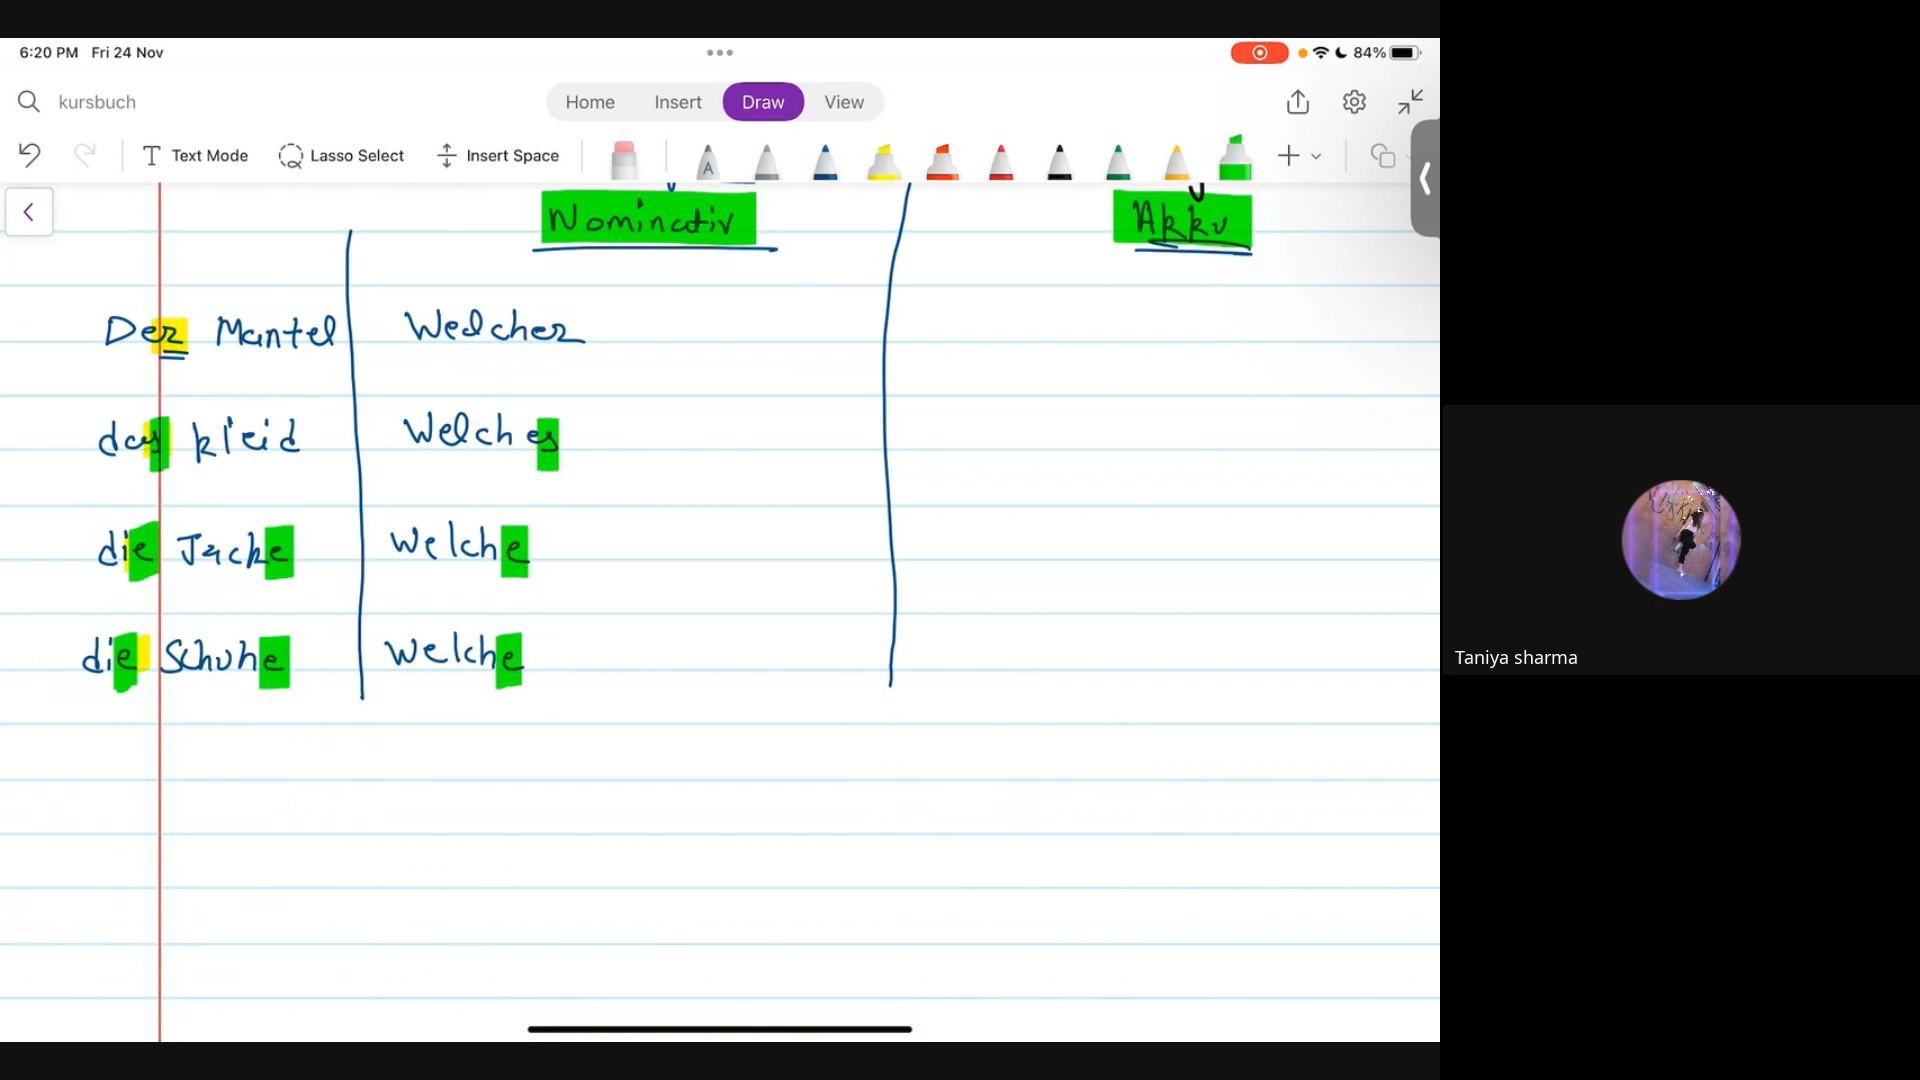 6:20 PM Fri 24 Nov
84%
kursbuch
Home Insert Draw View
Text Mode Lasso Select Insert Space
A
Nominativ Akku
Der Mantel Welcher
das kleid Welches
die Jacke Welche
die Schuhe Welche
Taniya sharma